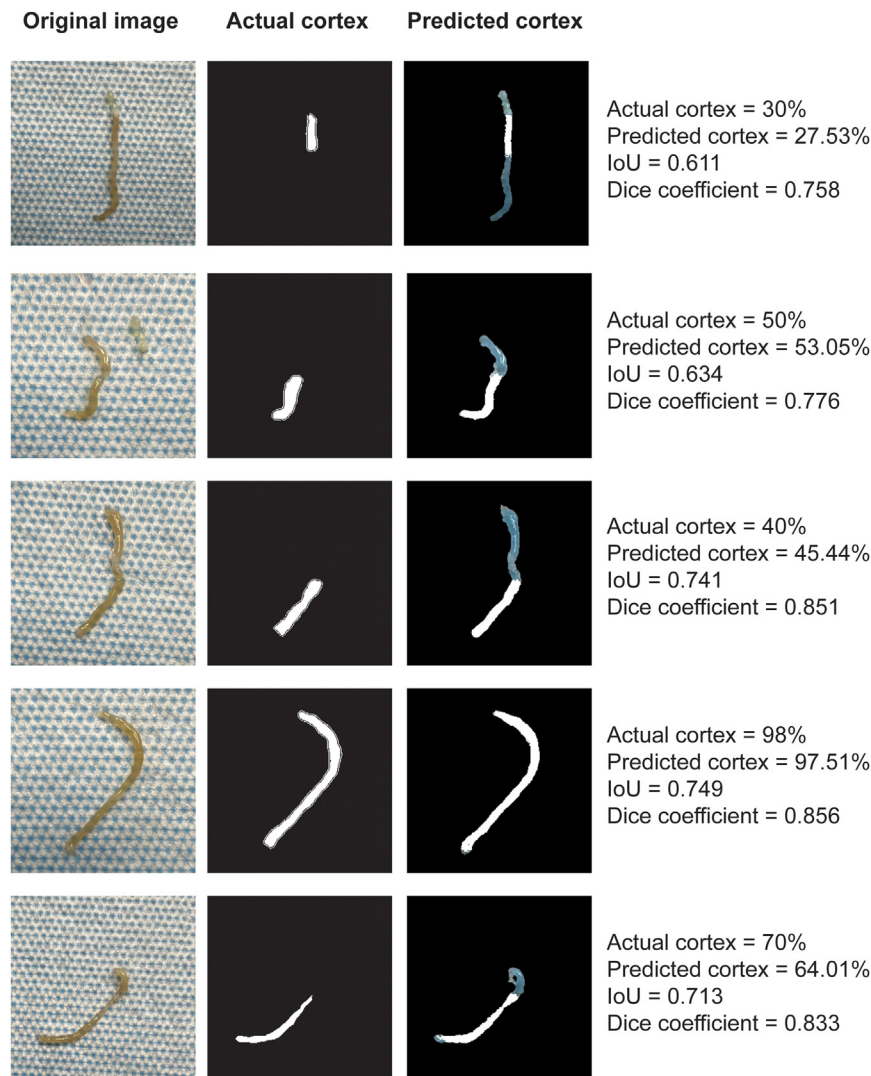 Original image
Actual cortex
Predicted cortex
Actual cortex = 30%
Predicted cortex = 27.53%
IoU = 0.611
Dice coefficient = 0.758
Actual cortex = 50%
Predicted cortex = 53.05%
IoU = 0.634
Dice coefficient = 0.776
Actual cortex = 40%
Predicted cortex = 45.44%
IoU = 0.741
Dice coefficient = 0.851
Actual cortex = 98%
Predicted cortex = 97.51%
IoU = 0.749
Dice coefficient = 0.856
Actual cortex = 70%
Predicted cortex = 64.01%
IoU = 0.713
Dice coefficient = 0.833